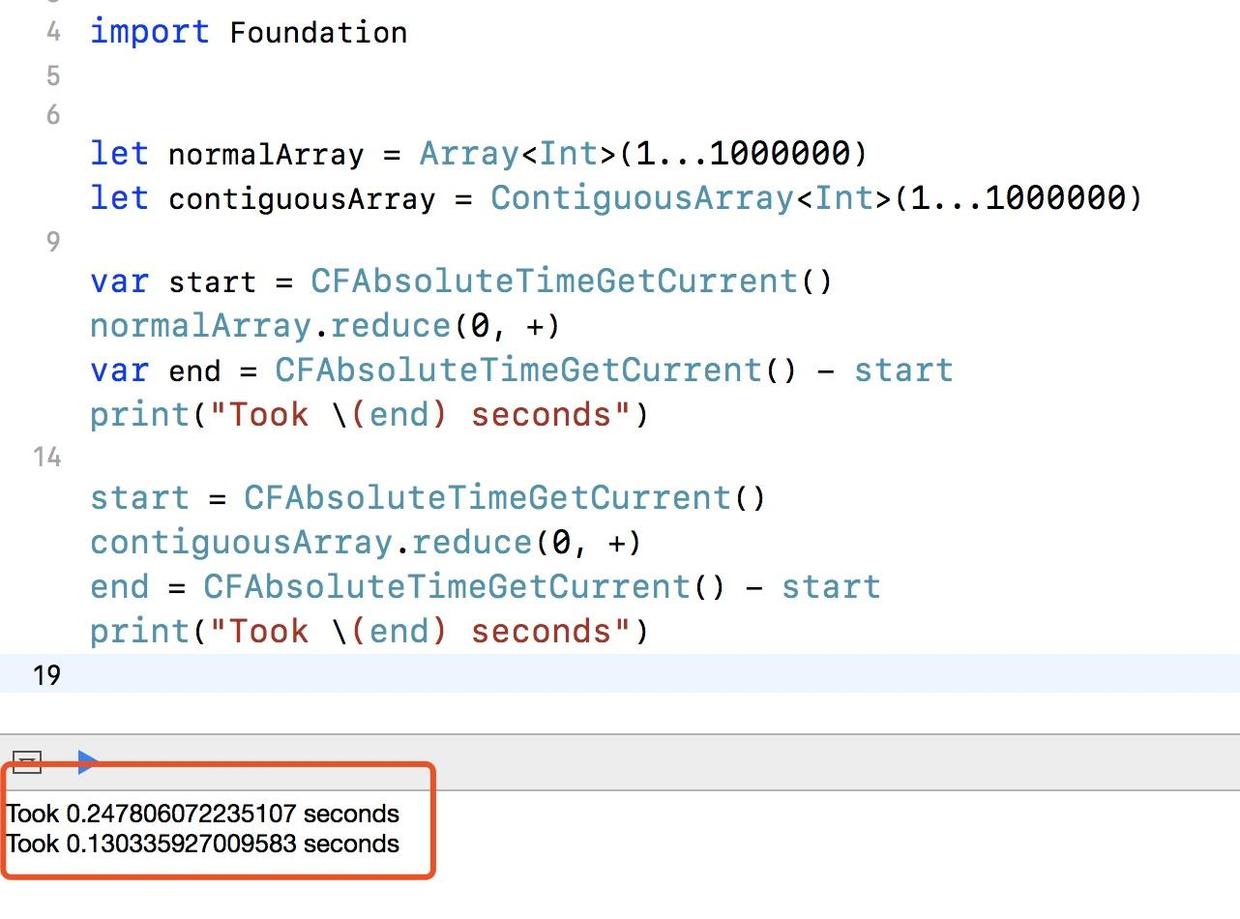 4 import Foundation
5
6
let normalArray = Array<Int>(1...1000000)
let contiguousArray = ContiguousArray<Int>(1...1000000)
9
var start = CFAbsoluteTimeGetCurrent()
normalArray.reduce(0, +)
var end = CFAbsoluteTimeGetCurrent() - start
print("Took \(end) seconds")
14
start = CFAbsoluteTimeGetCurrent()
contiguousArray.reduce(0, +)
end = CFAbsoluteTimeGetCurrent() - start
print("Took \(end) seconds")
19
Took 0.247806072235107 seconds
Took 0.130335927009583 seconds